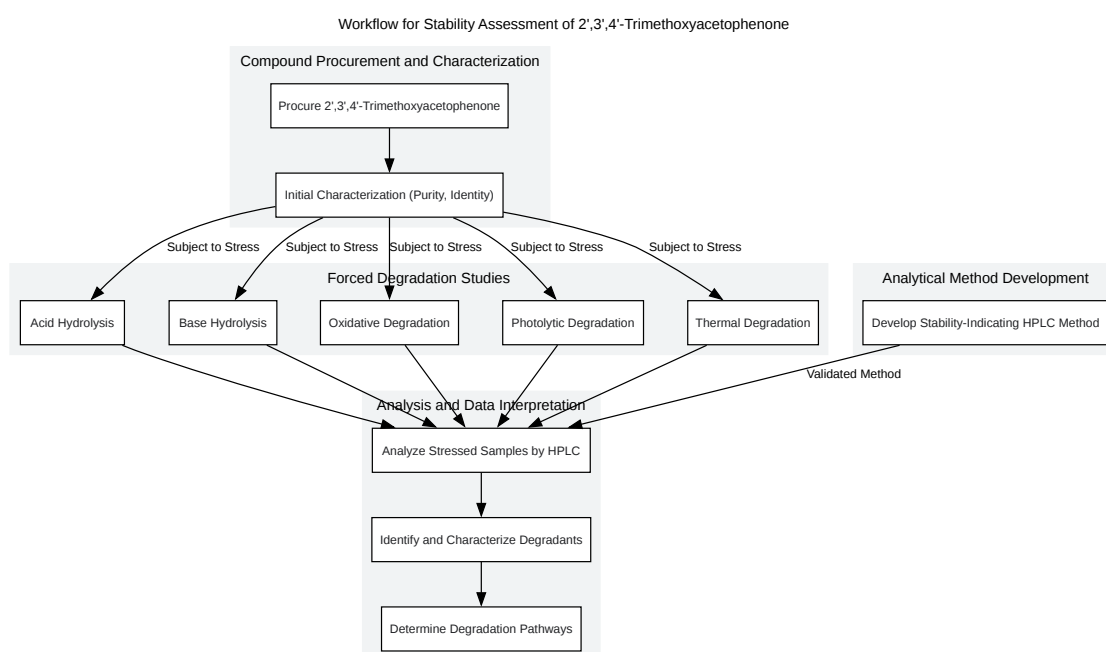 Workflow for Stability Assessment of 2',3',4'-Trimethoxyacetophenone
Compound Procurement and Characterization
Procure 2',3',4'-Trimethoxyacetophenone
Initial Characterization (Purity, Identity)
Subject to Stress
Subject to Stress
Subject to Stress
Subject to Stress
Subject to Stress
Forced Degradation Studies
Analytical Method Development
Acid Hydrolysis
Base Hydrolysis
Oxidative Degradation
Photolytic Degradation
Thermal Degradation
Develop Stability-Indicating HPLC Method
Validated Method
Analysis and Data Interpretation
Analyze Stressed Samples by HPLC
Identify and Characterize Degradants
Determine Degradation Pathways